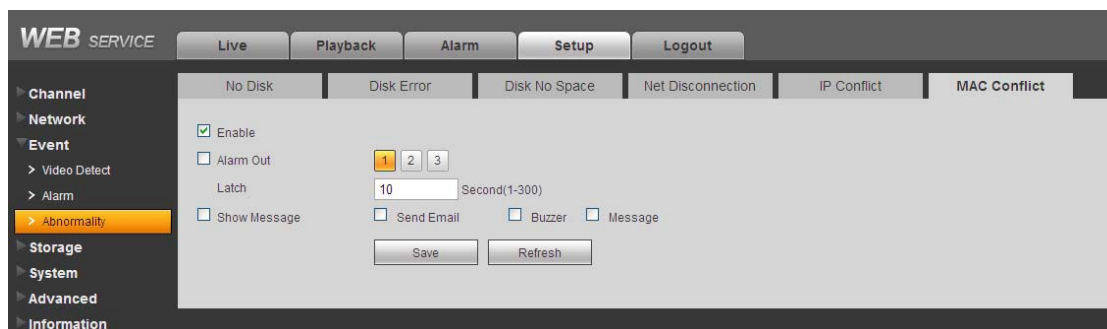 WEB SERVICE
Live Playback Alarm Setup Logout
No Disk Disk Error Disk No Space Net Disconnection IP Conflict MAC Conflict
Channel
Network
Event
> Video Detect
> Alarm
> Abnormality
Storage
System
Advanced
Information
Enable
Alarm Out 1 2 3
Latch 10 Second(1-300)
Show Message Send Email Buzzer Message
Save Refresh